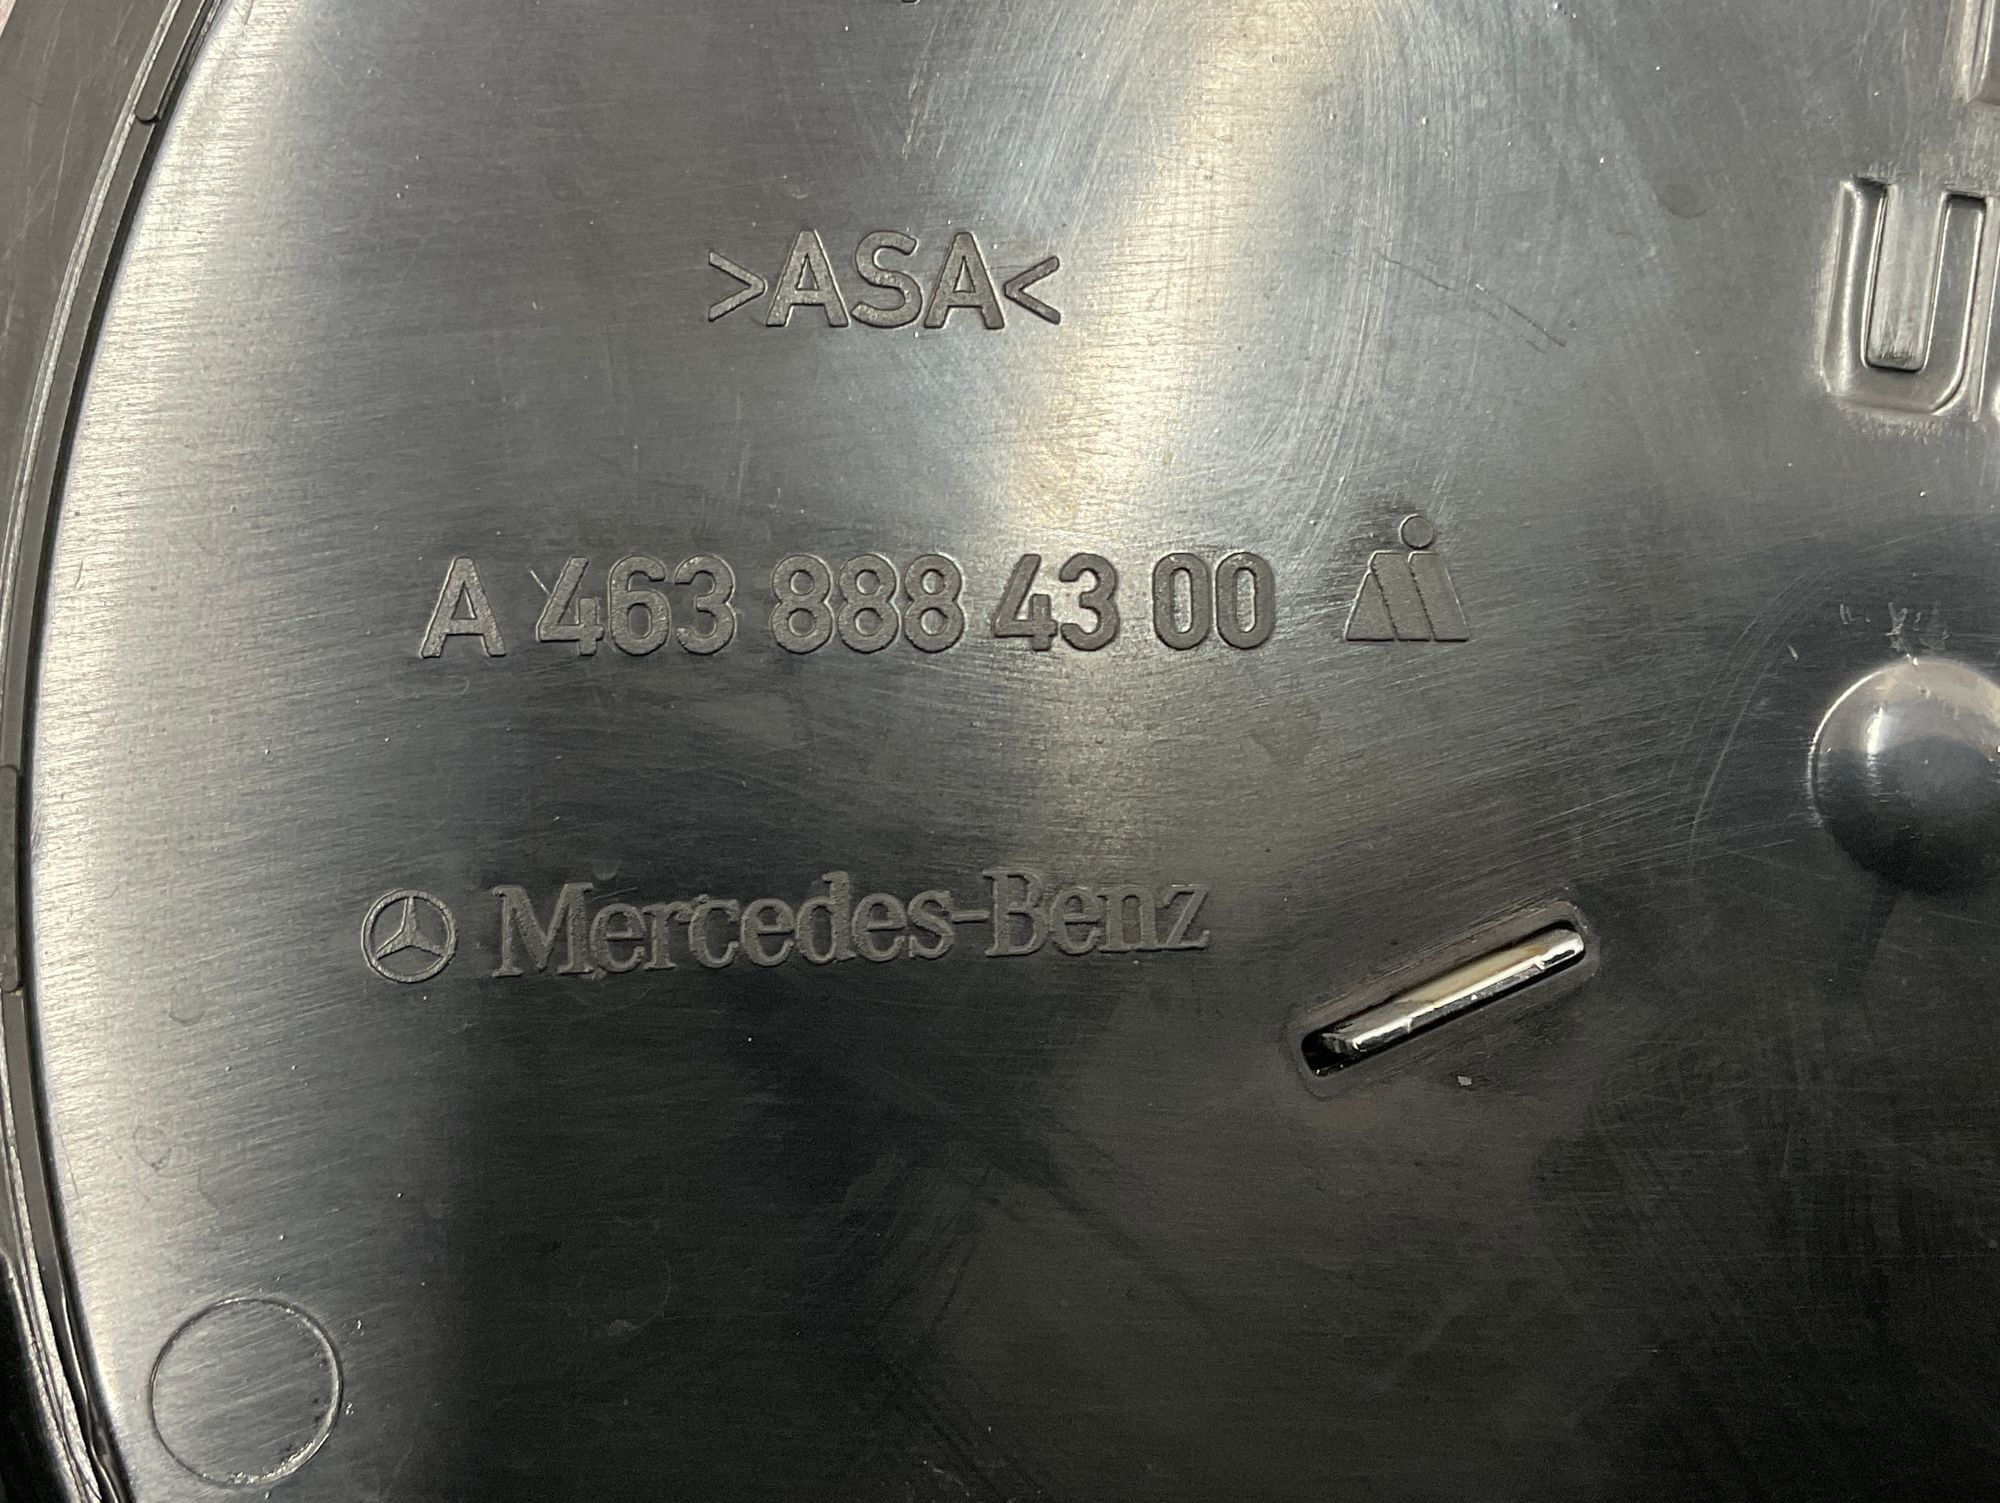 >ASA<
A 463 888 43 00
Mercedes-Benz